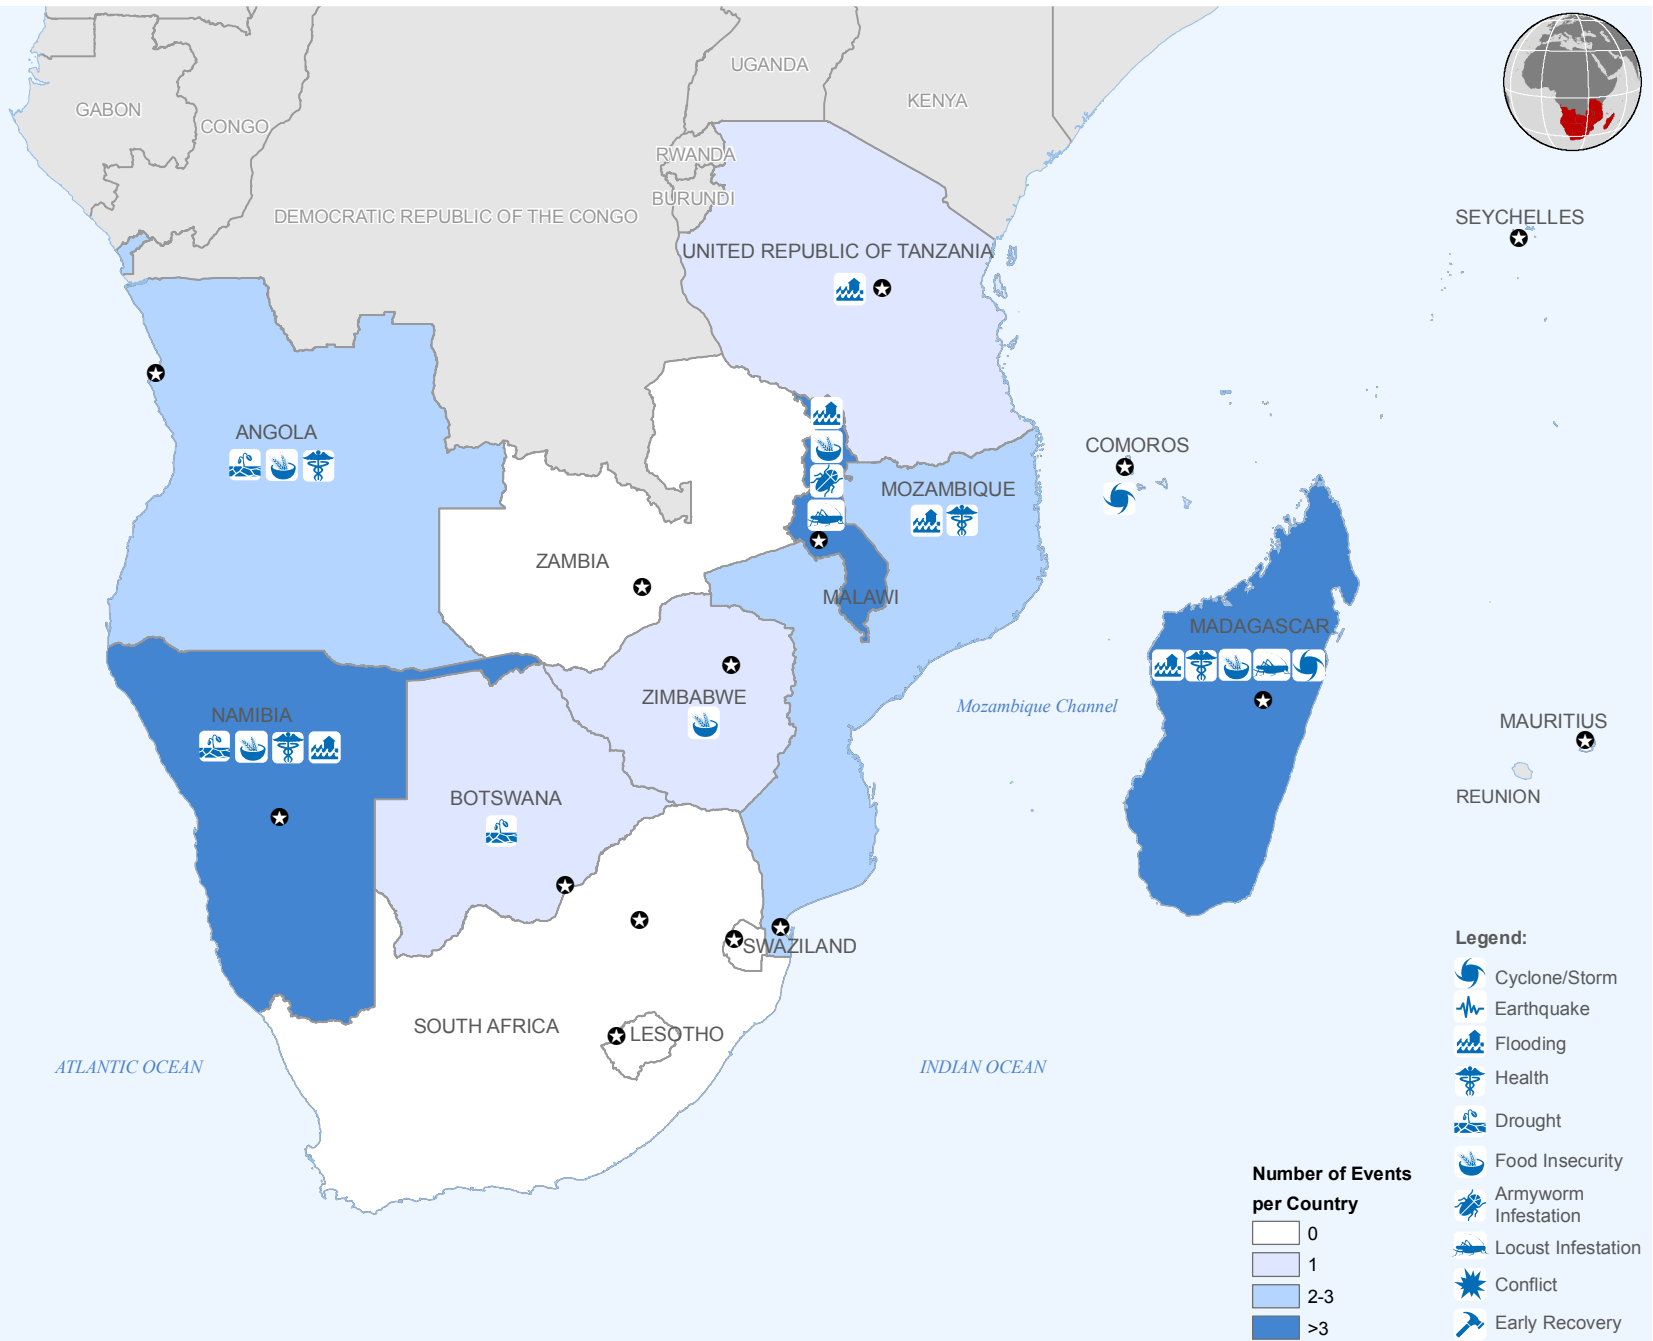 UGANDA
GABON
KENYA
CONGO
RWANDA
BURUNDI
DEMOCRATIC REPUBLIC OF THE CONGO
SEYCHELLES
UNITED REPUBLIC OF TANZANIA
ANGOLA
COMOROS
MOZAMBIQUE
ZAMBIA
MALAWI
MADAGASCAR
ZIMBABWE
Mozambique Channel
NAMIBIA
MAURITIUS
BOTSWANA
REUNION
SWAZILAND
SOUTH AFRICA
LESOTHO
ATLANTIC OCEAN
INDIAN OCEAN
Legend:
Cyclone/Storm
Earthquake
Flooding
Health
Drought
Food Insecurity
Armyworm
Infestation
Locust Infestation
Conflict
Early Recovery
Number of Events
per Country
0
1
2-3
>3